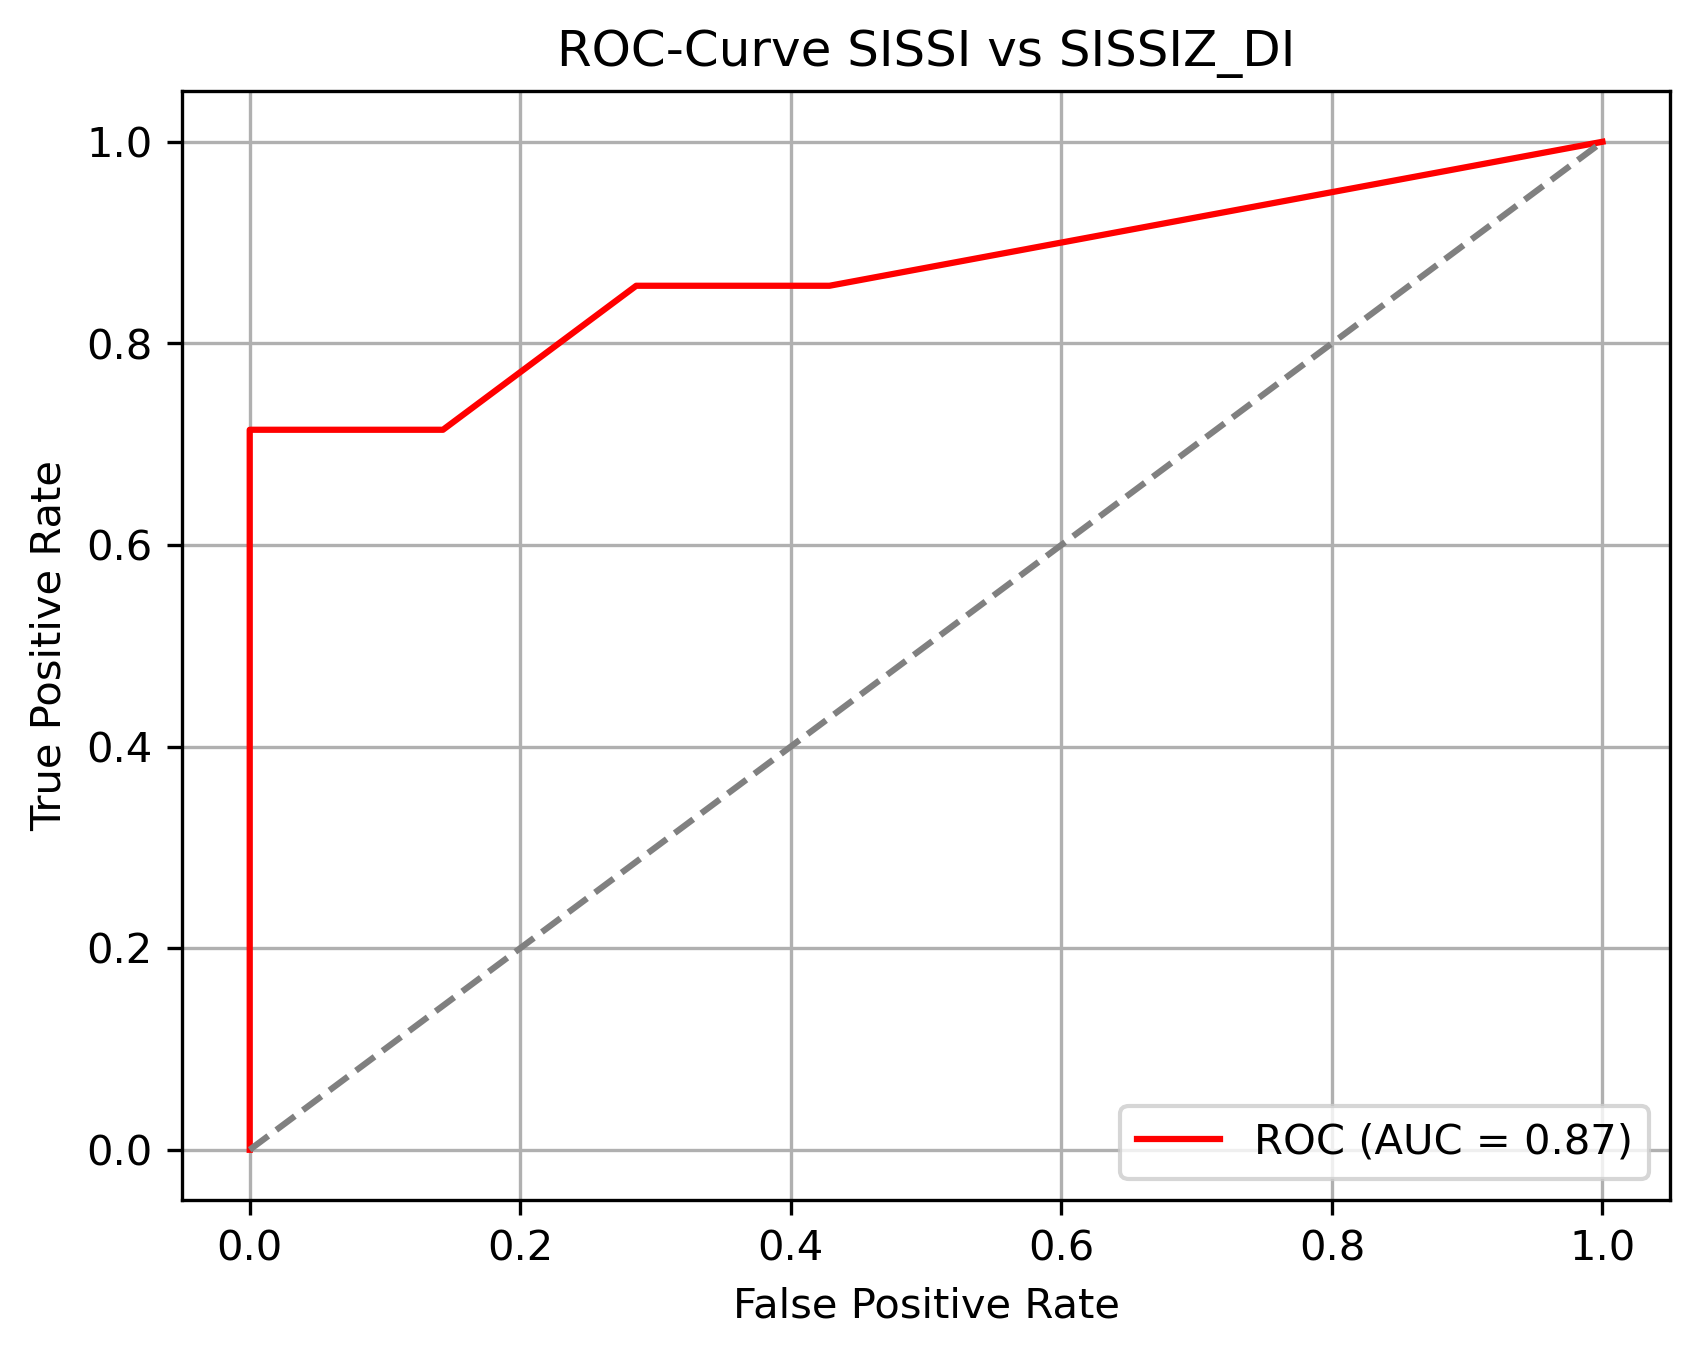 ROC-Curve SISSI vs SISSIZ_DI
1.0
0.8
0.6
0.4
0.2
0.0
True Positive Rate
ROC (AUC = 0.87)
0.0 0.2 0.4 0.6 0.8 1.0
False Positive Rate